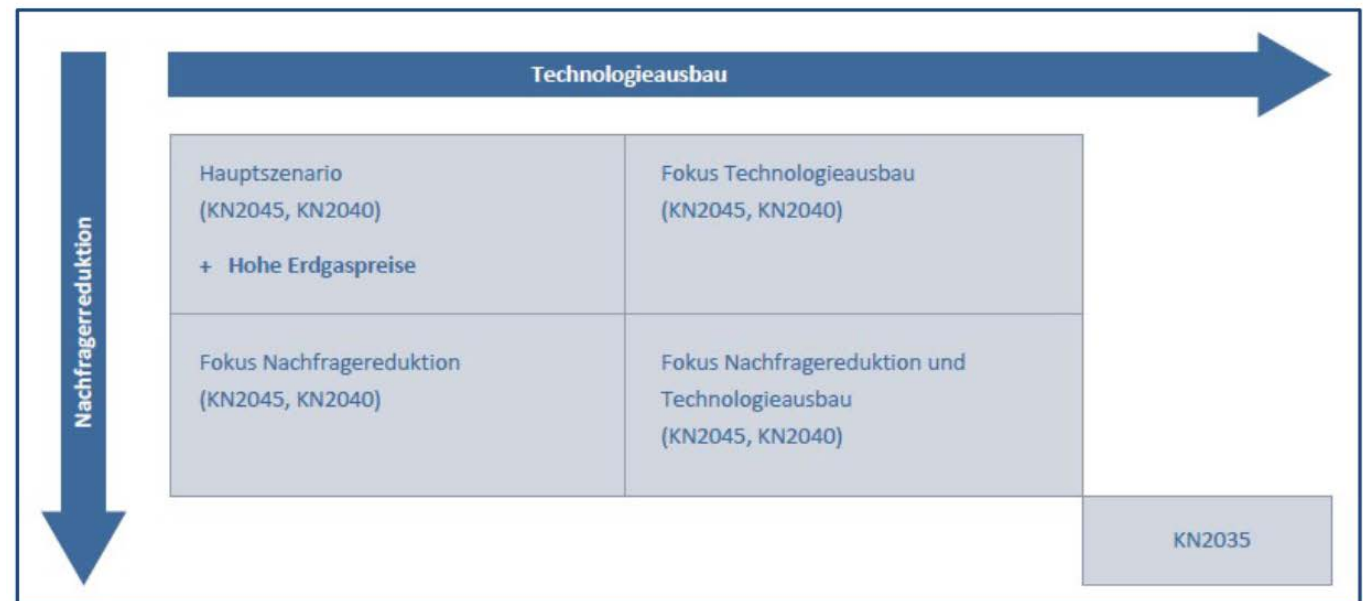 Technologieausbau
Nachfragerreduktion
Hauptszenario
(KN2045, KN2040)
+ Hohe Erdgaspreise
Fokus Technologieausbau
(KN2045, KN2040)
Fokus Nachfragereduktion
(KN2045, KN2040)
Fokus Nachfragereduktion und
Technologieausbau
(KN2045, KN2040)
KN2035